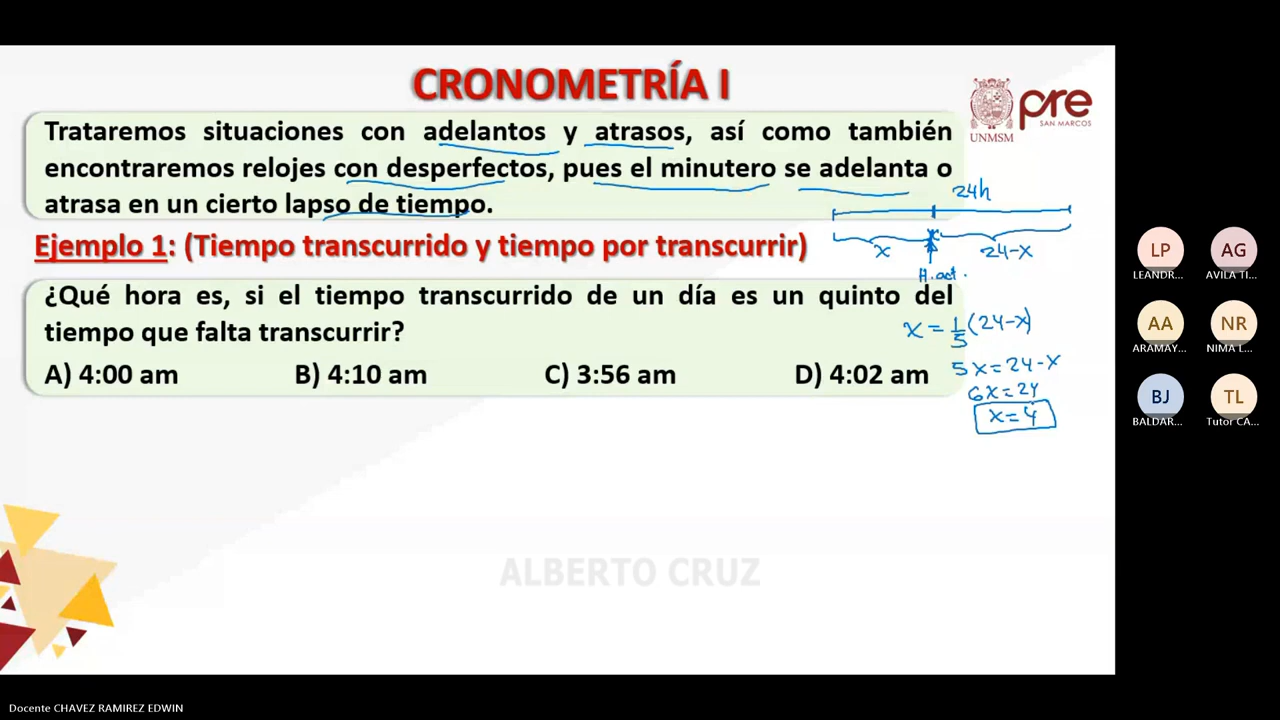 CRONOMETRÍA I
UNMSM
pre
SAN MARCOS
Trataremos situaciones con adelantos y atrasos, así como también
encontraremos relojes con desperfectos, pues el minutero se adelanta o
atrasa en un cierto lapso de tiempo.
24h
x
24-x
H. act.
Ejemplo 1: (Tiempo transcurrido y tiempo por transcurrir)
¿Qué hora es, si el tiempo transcurrido de un día es un quinto del
tiempo que falta transcurrir?
A) 4:00 am B) 4:10 am C) 3:56 am D) 4:02 am
x = 1/5 (24-x)
5x = 24-x
6x = 24
x = 4
ALBERTO CRUZ
LP AG
LEANDR... AVILA TI...
AA NR
ARAMAY... NIMA L...
BJ TL
BALDAR... Tutor CA...
Docente CHAVEZ RAMIREZ EDWIN